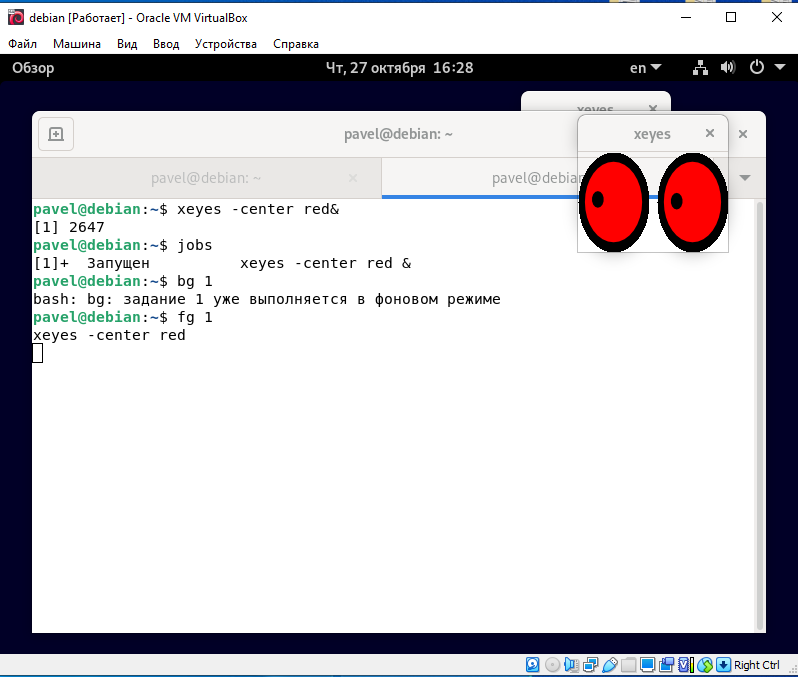 debian [Работает] - Oracle VM VirtualBox
Файл Машина Вид Ввод Устройства Справка
Обзор Чт, 27 октября 16:28 en
xeyes
pavel@debian: ~
xeyes
pavel@debian: ~
pavel@debian
pavel@debian:~$ xeyes -center red&
[1] 2647
pavel@debian:~$ jobs
[1]+  Запущен          xeyes -center red &
pavel@debian:~$ bg 1
bash: bg: задание 1 уже выполняется в фоновом режиме
pavel@debian:~$ fg 1
xeyes -center red
Right Ctrl